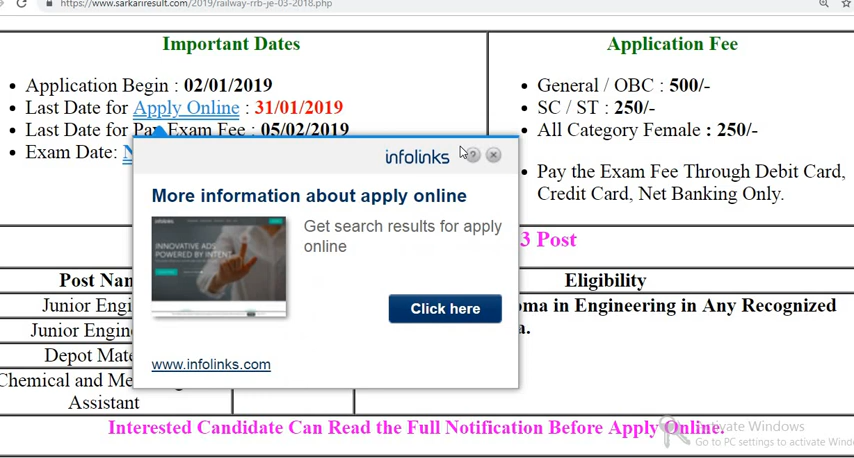 https://www.sarkariresult.com/2019/railway-rrb-je-03-2018.php
Important Dates
Application Begin : 02/01/2019
Last Date for Apply Online : 31/01/2019
Last Date for Pay Exam Fee : 05/02/2019
Exam Date: N
Application Fee
General / OBC : 500/-
SC / ST : 250/-
All Category Female : 250/-
Pay the Exam Fee Through Debit Card,
Credit Card, Net Banking Only.
infolinks
More information about apply online
Get search results for apply
online
INNOVATIVE ADS
POWERED BY INTENT
Click here
www.infolinks.com
3 Post
Post Nam
Eligibility
Junior Engi
oma in Engineering in Any Recognized
Junior Engin
a.
Depot Mate
Chemical and Me
Assistant
Interested Candidate Can Read the Full Notification Before Apply Online.
Activate Windows
Go to PC settings to activate Windo